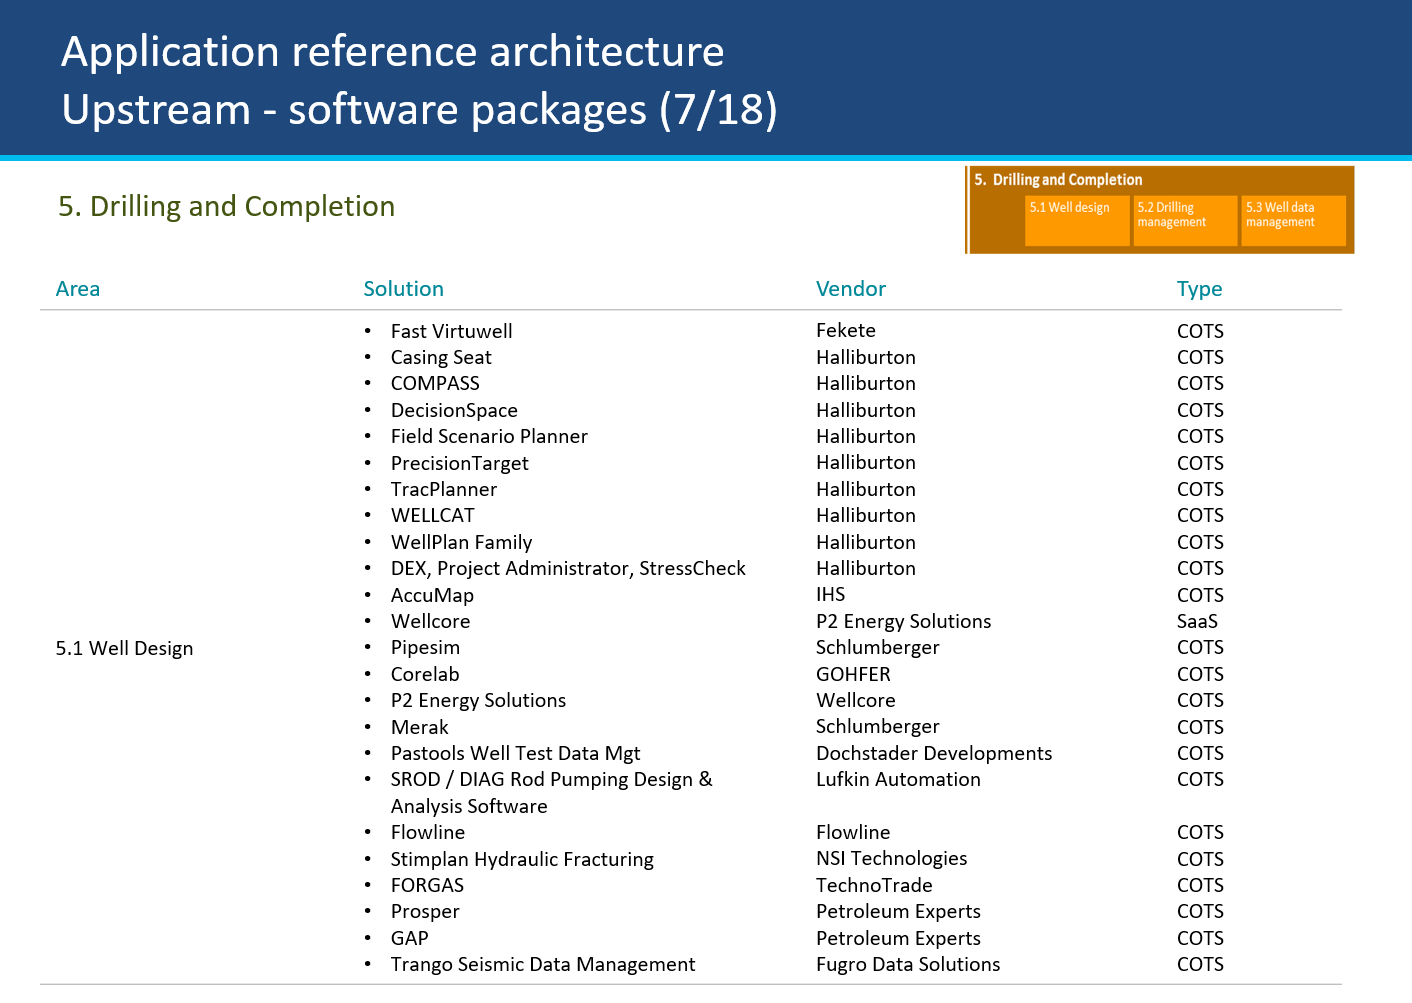 Application reference architecture
Upstream - software packages (7/18)
5. Drilling and Completion
5. Drilling and Completion
5.1 Well design
5.2 Drilling management
5.3 Well data management
Area Solution Vendor Type
5.1 Well Design
• Fast Virtuwell Fekete COTS
• Casing Seat Halliburton COTS
• COMPASS Halliburton COTS
• DecisionSpace Halliburton COTS
• Field Scenario Planner Halliburton COTS
• PrecisionTarget Halliburton COTS
• TracPlanner Halliburton COTS
• WELLCAT Halliburton COTS
• WellPlan Family Halliburton COTS
• DEX, Project Administrator, StressCheck Halliburton COTS
• AccuMap IHS COTS
• Wellcore P2 Energy Solutions SaaS
• Pipesim Schlumberger COTS
• Corelab GOHFER COTS
• P2 Energy Solutions Wellcore COTS
• Merak Schlumberger COTS
• Pastools Well Test Data Mgt Dochstader Developments COTS
• SROD / DIAG Rod Pumping Design & Lufkin Automation COTS
Analysis Software
• Flowline Flowline COTS
• Stimplan Hydraulic Fracturing NSI Technologies COTS
• FORGAS TechnoTrade COTS
• Prosper Petroleum Experts COTS
• GAP Petroleum Experts COTS
• Trango Seismic Data Management Fugro Data Solutions COTS